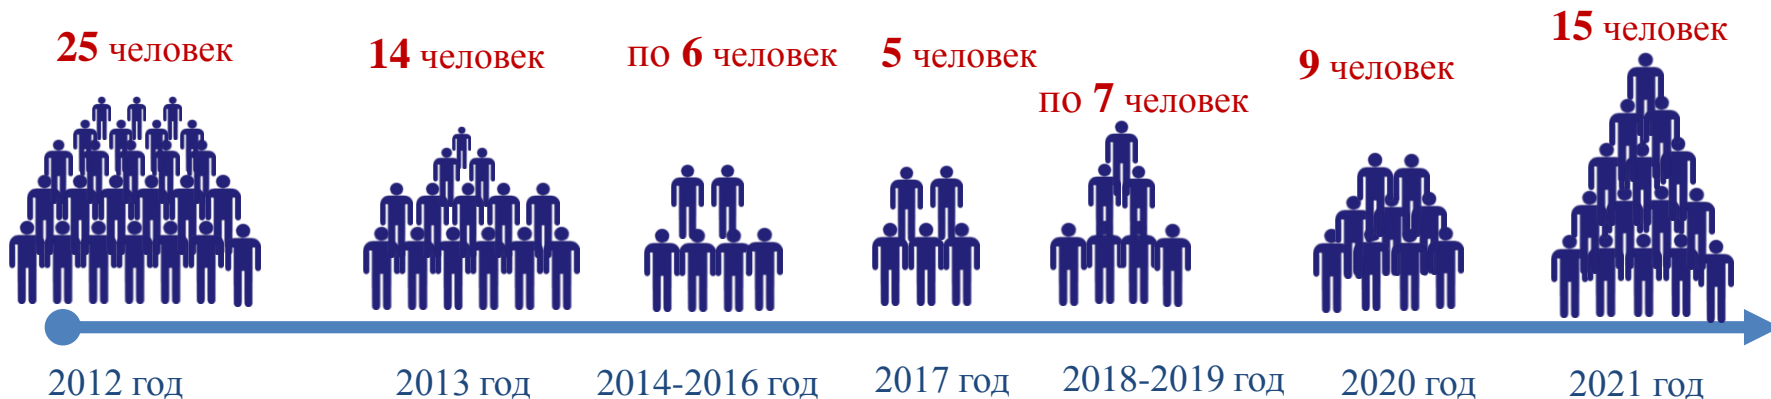 25 человек
14 человек
по 6 человек
5 человек
по 7 человек
9 человек
15 человек
2012 год
2013 год
2014-2016 год
2017 год
2018-2019 год
2020 год
2021 год